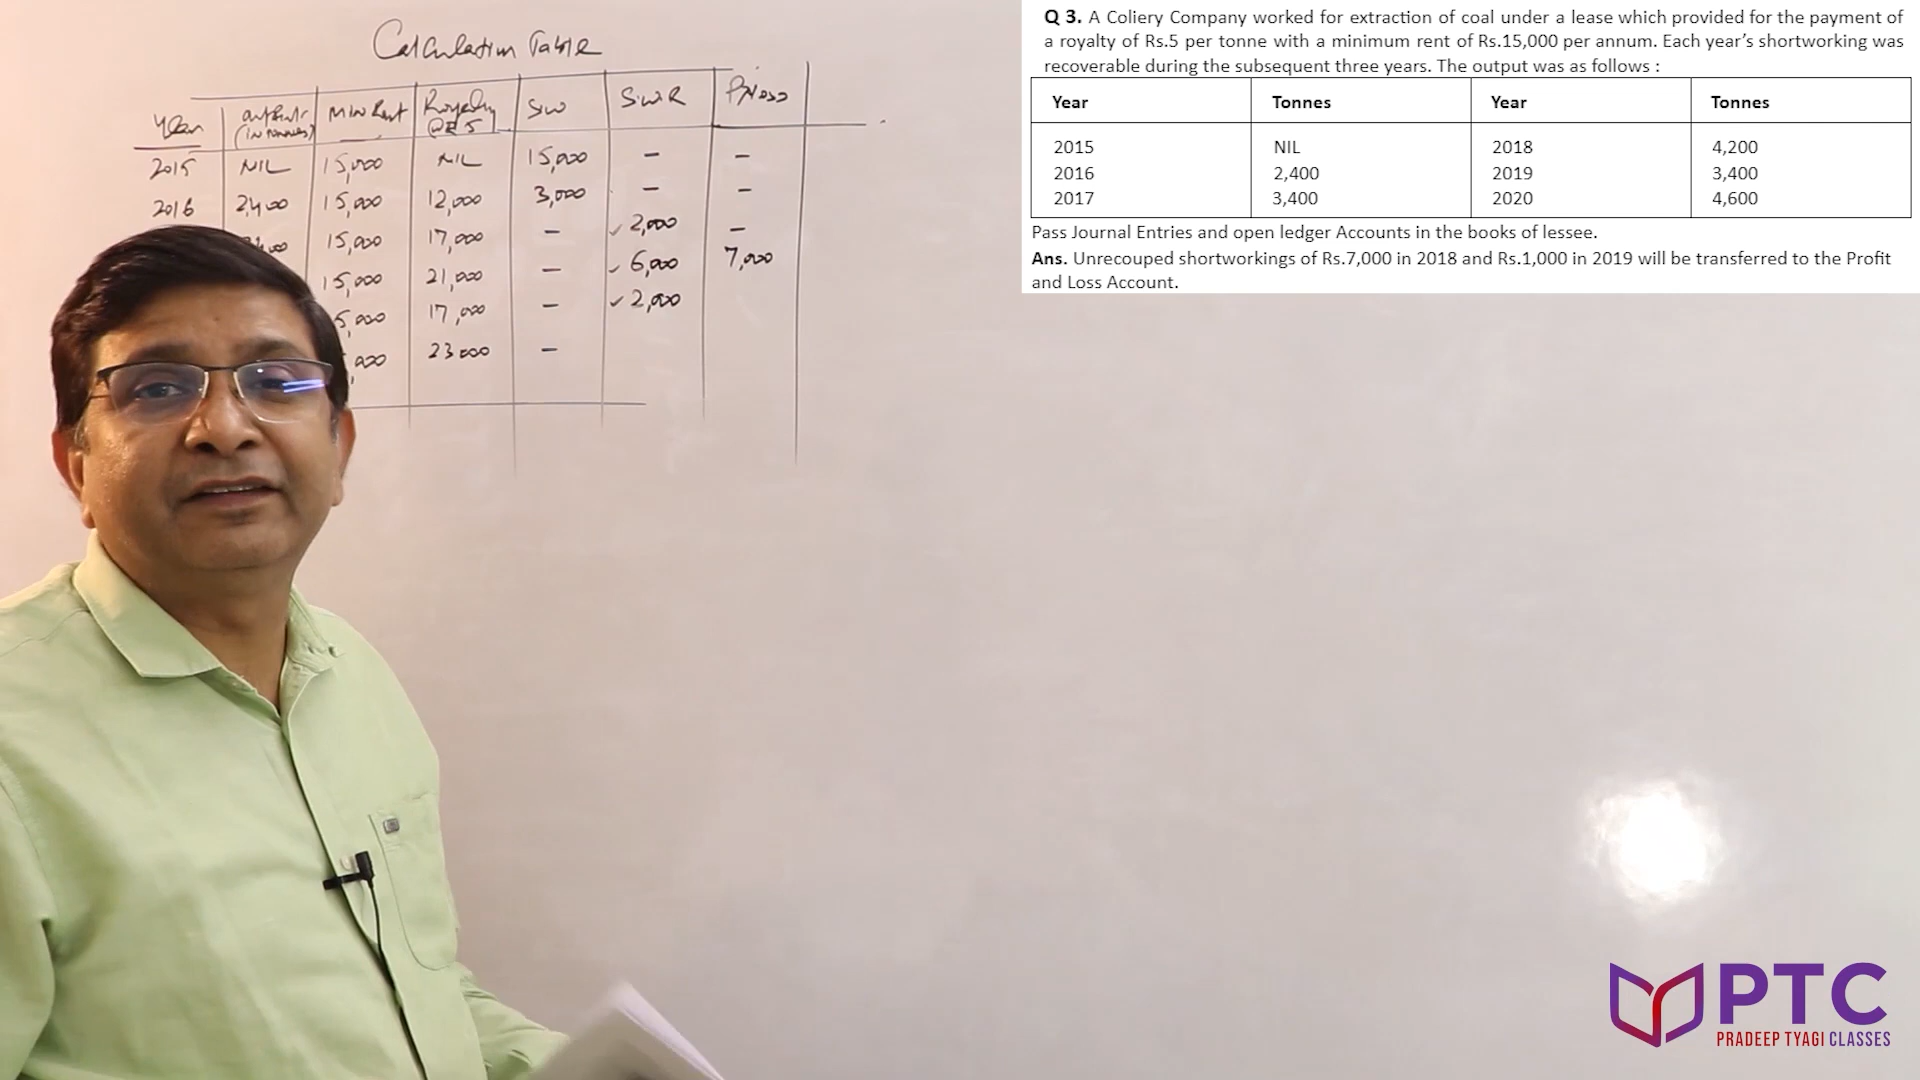 Calculation Table
Year (in tonnes) Min Rent Royalty @₹5 SW SWR
2015 NIL 15,000 NIL 15,000 - -
2016 2,400 15,000 12,000 3,000 - -
15,000 17,000 - ✓ 2,000 -
15,000 21,000 - ✓ 6,000 7,000
5,000 17,000 - ✓ 2,000
,000 23000 -
Q 3. A Coliery Company worked for extraction of coal under a lease which provided for the payment of
a royalty of Rs.5 per tonne with a minimum rent of Rs.15,000 per annum. Each year’s shortworking was
recoverable during the subsequent three years. The output was as follows :
Year Tonnes Year Tonnes
2015 NIL 2018 4,200
2016 2,400 2019 3,400
2017 3,400 2020 4,600
Pass Journal Entries and open ledger Accounts in the books of lessee.
Ans. Unrecouped shortworkings of Rs.7,000 in 2018 and Rs.1,000 in 2019 will be transferred to the Profit
and Loss Account.
PTC
PRADEEP TYAGI CLASSES